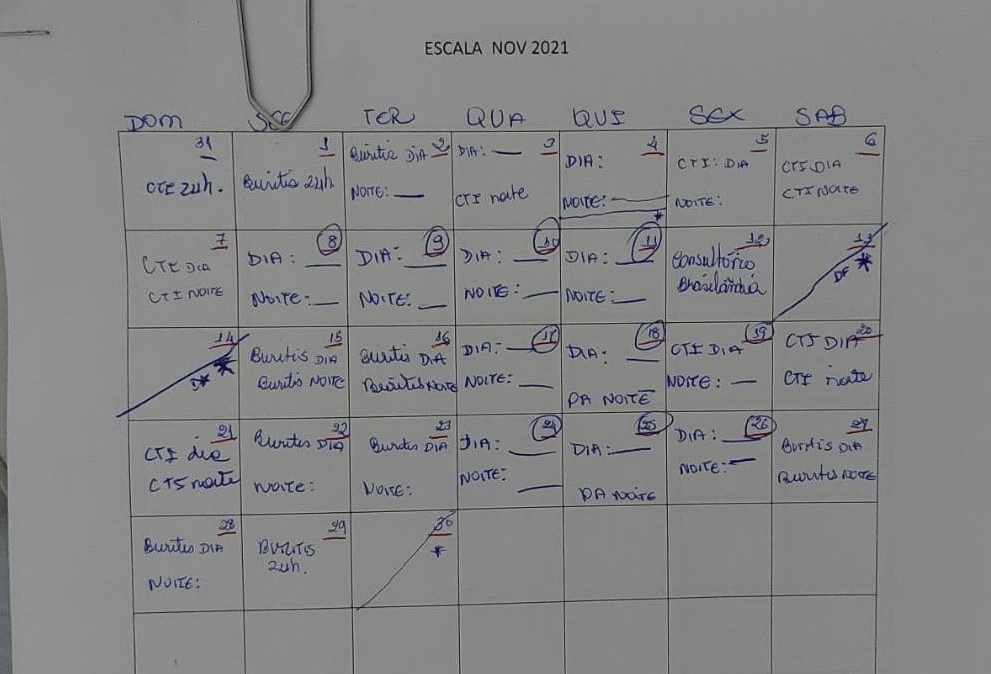 ESCALA NOV 2021
DOM SEG TER QUA QUI SEX SAB
31
CTI 24h.
1
Buritis 24h
Buritis DIA 2
NOITE: —
DIA: — 3
CTI noite
4
DIA:
NOITE: —
*
5
CTI: DIA
NOITE:
6
CTI DIA
CTI NOITE
7
CTI DIA
CTI NOITE
8
DIA: —
NOITE: —
9
DIA: —
NOITE: —
10
DIA: —
NOITE: —
11
DIA: —
NOITE: —
12
Consultório
Brasilândia
13
DF *
14
D* *
15
Buritis DIA
Buritis NOITE
16
Buritis DIA
Buritis NOITE
DIA: — 17
NOITE: —
18
DIA: —
PA NOITE
19
CTI DIA
NOITE: —
20
CTI DIA
CTI noite
21
CTI dia
CTI noite
22
Buritis DIA
NOITE:
23
Buritis DIA
NOITE:
24
DIA: —
NOITE: —
25
DIA: —
PA NOITE
26
DIA: —
NOITE: —
27
Buritis DIA
Buritis NOITE
28
Buritis DIA
NOITE:
29
BURITIS
24h.
30
*